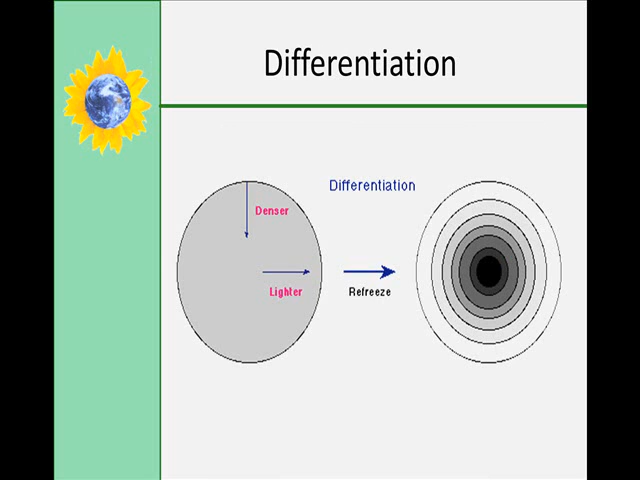 Differentiation
Differentiation
Denser
Lighter
Refreeze